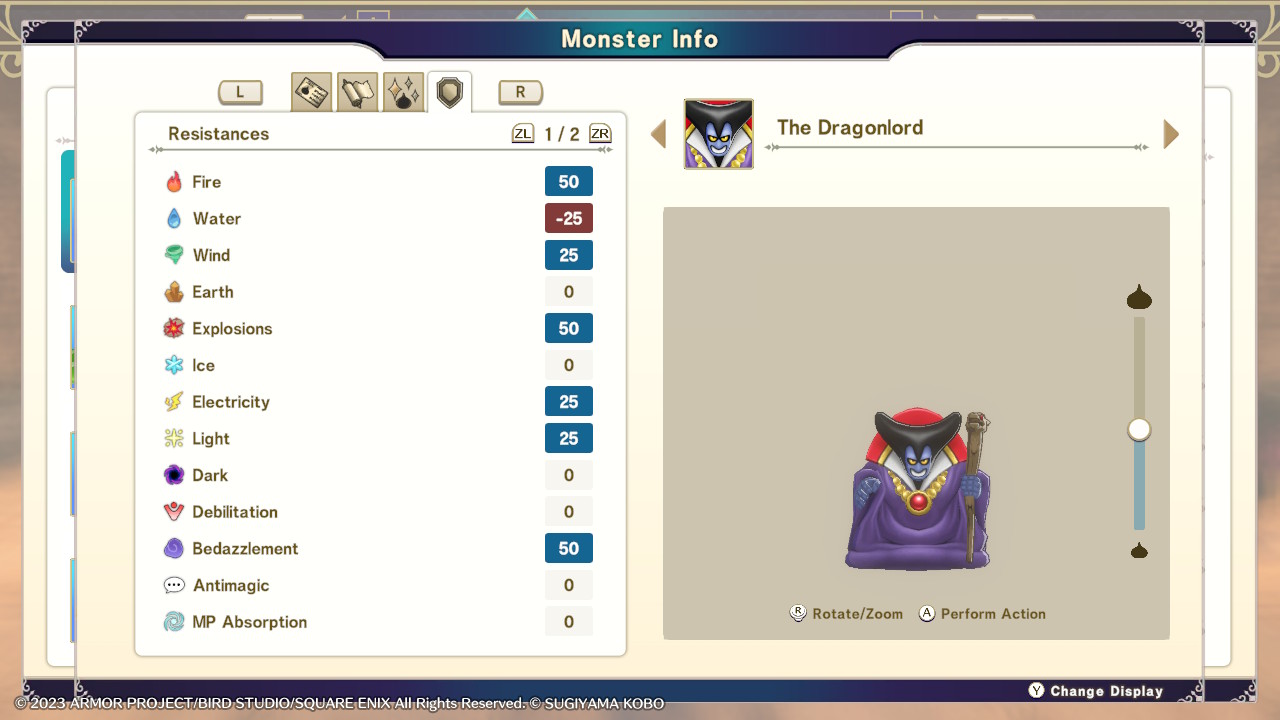 Monster Info
L
R
Resistances
ZL 1 / 2 ZR
The Dragonlord
Fire 50
Water -25
Wind 25
Earth 0
Explosions 50
Ice 0
Electricity 25
Light 25
Dark 0
Debilitation 0
Bedazzlement 50
Antimagic 0
MP Absorption 0
R Rotate/Zoom A Perform Action
Y Change Display
© 2023 ARMOR PROJECT/BIRD STUDIO/SQUARE ENIX All Rights Reserved. © SUGIYAMA KOBO